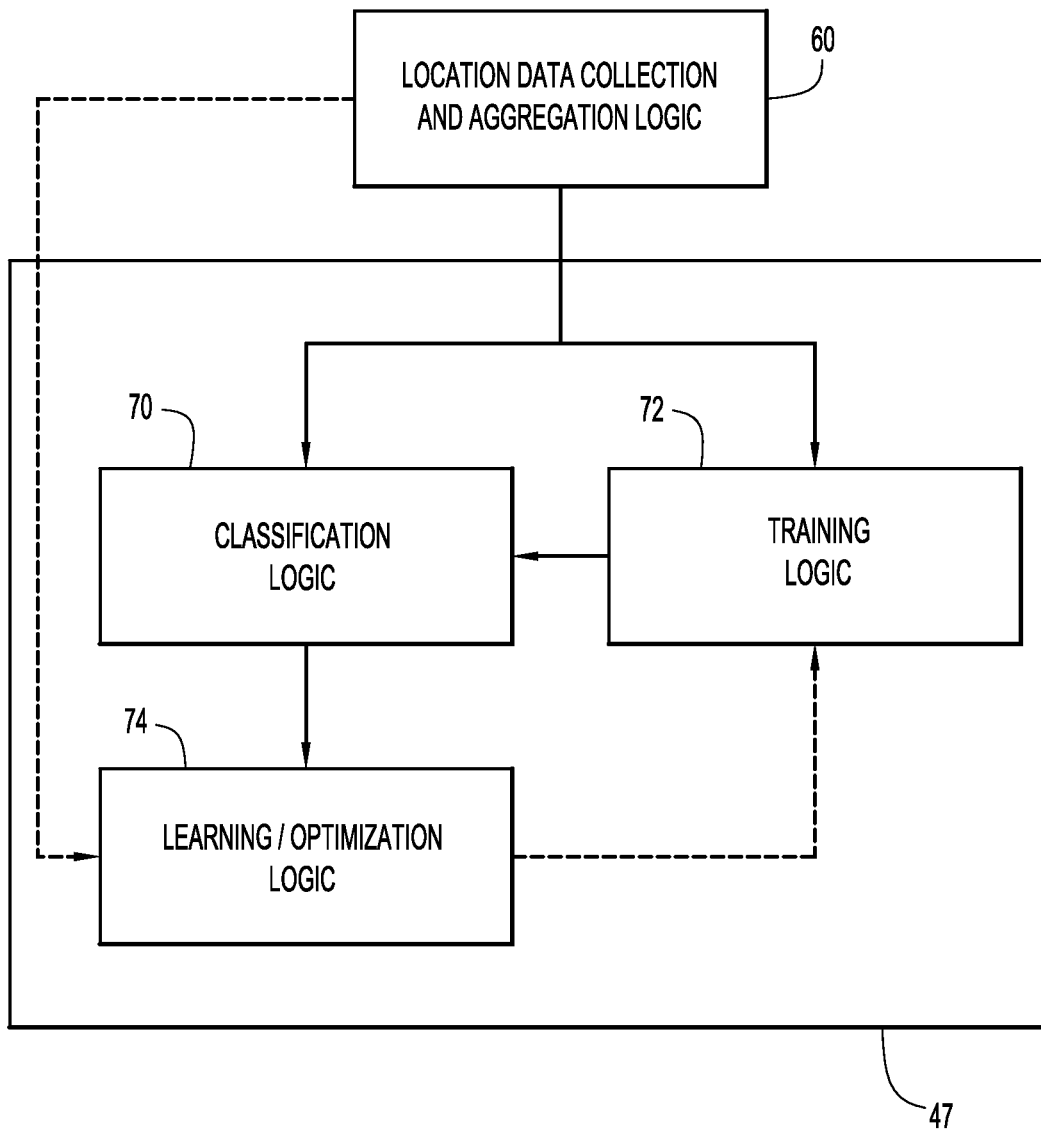 60
LOCATION DATA COLLECTION
AND AGGREGATION LOGIC
70
72
CLASSIFICATION
LOGIC
TRAINING
LOGIC
74
LEARNING / OPTIMIZATION
LOGIC
47